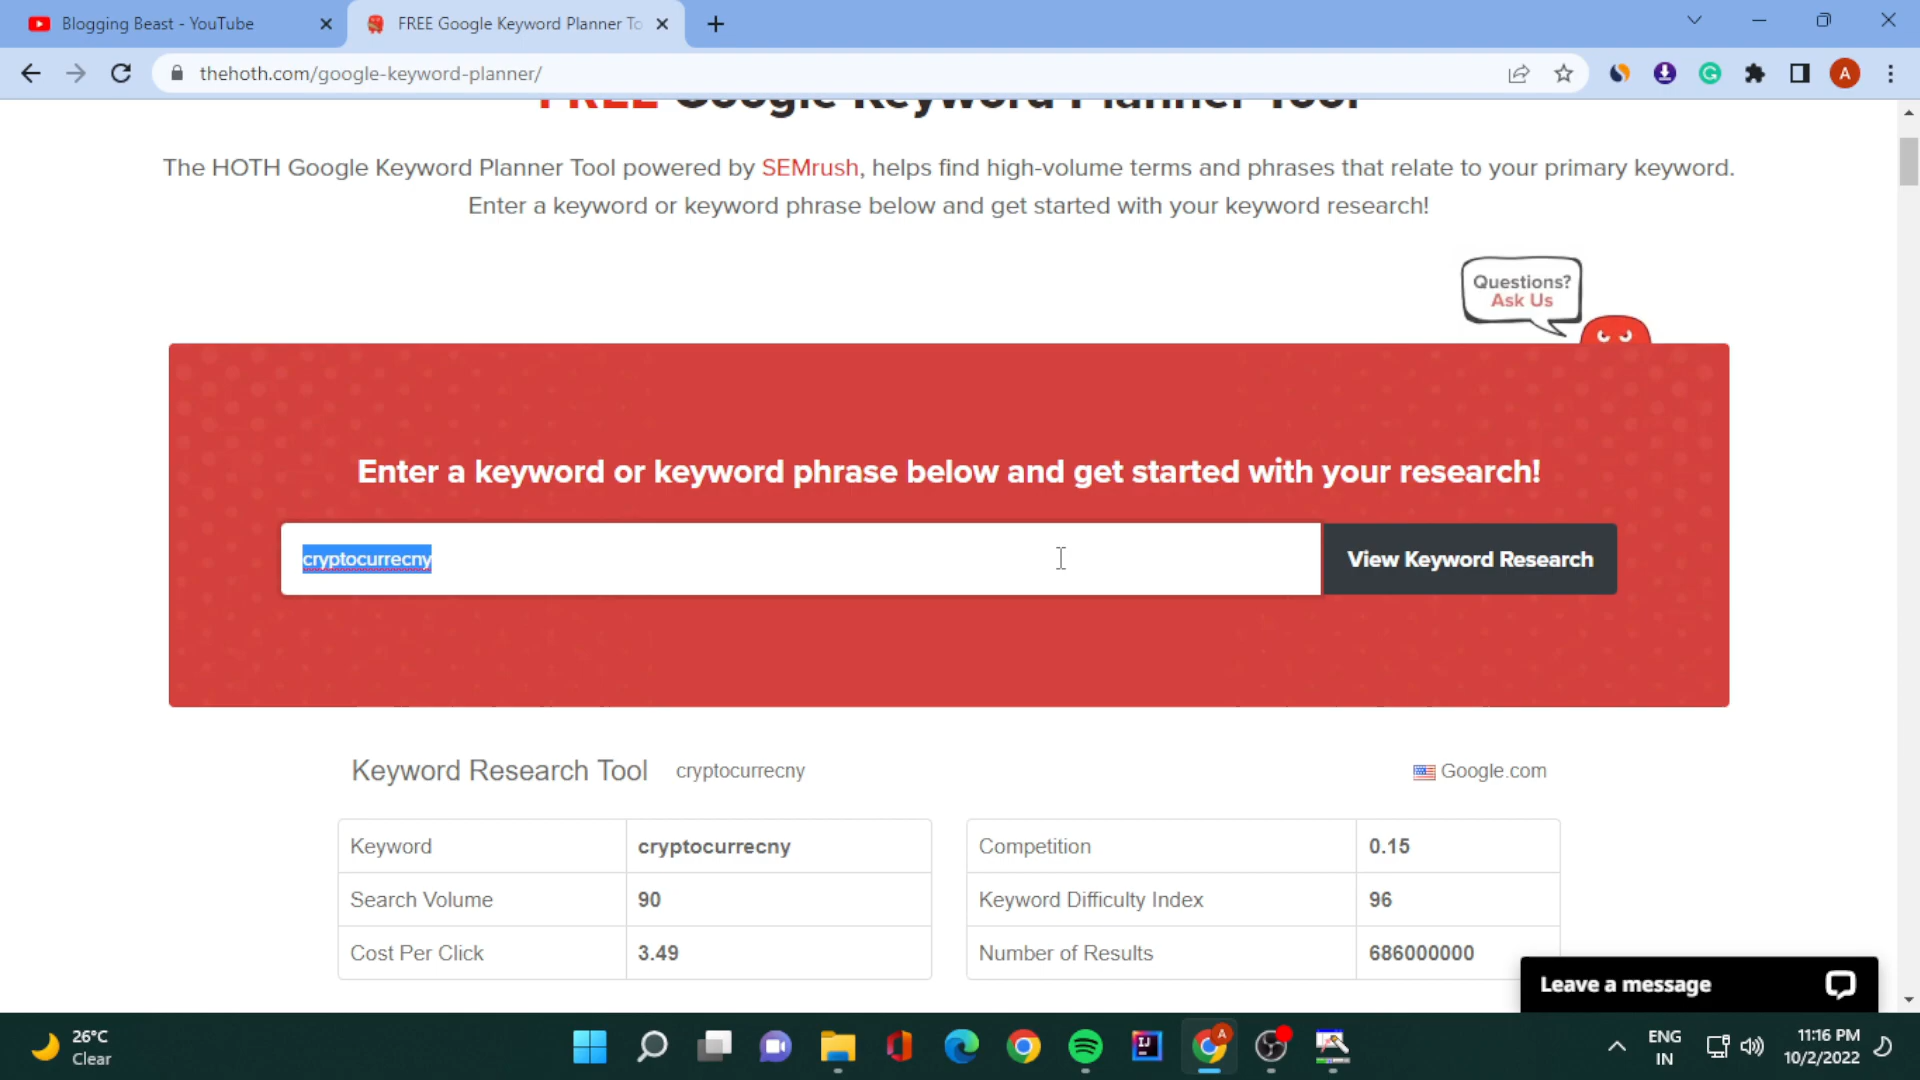 Blogging Beast - YouTube
FREE Google Keyword Planner To
thehoth.com/google-keyword-planner/
A
FREE Google Keyword Planner Tool
The HOTH Google Keyword Planner Tool powered by SEMrush, helps find high-volume terms and phrases that relate to your primary keyword.
Enter a keyword or keyword phrase below and get started with your keyword research!
Questions?
Ask Us
Enter a keyword or keyword phrase below and get started with your research!
cryptocurrecny
View Keyword Research
Keyword Research Tool cryptocurrecny
Google.com
Keyword cryptocurrecny
Search Volume 90
Cost Per Click 3.49
Competition 0.15
Keyword Difficulty Index 96
Number of Results 686000000
Leave a message
26°C
Clear
A
ENG
IN
11:16 PM
10/2/2022